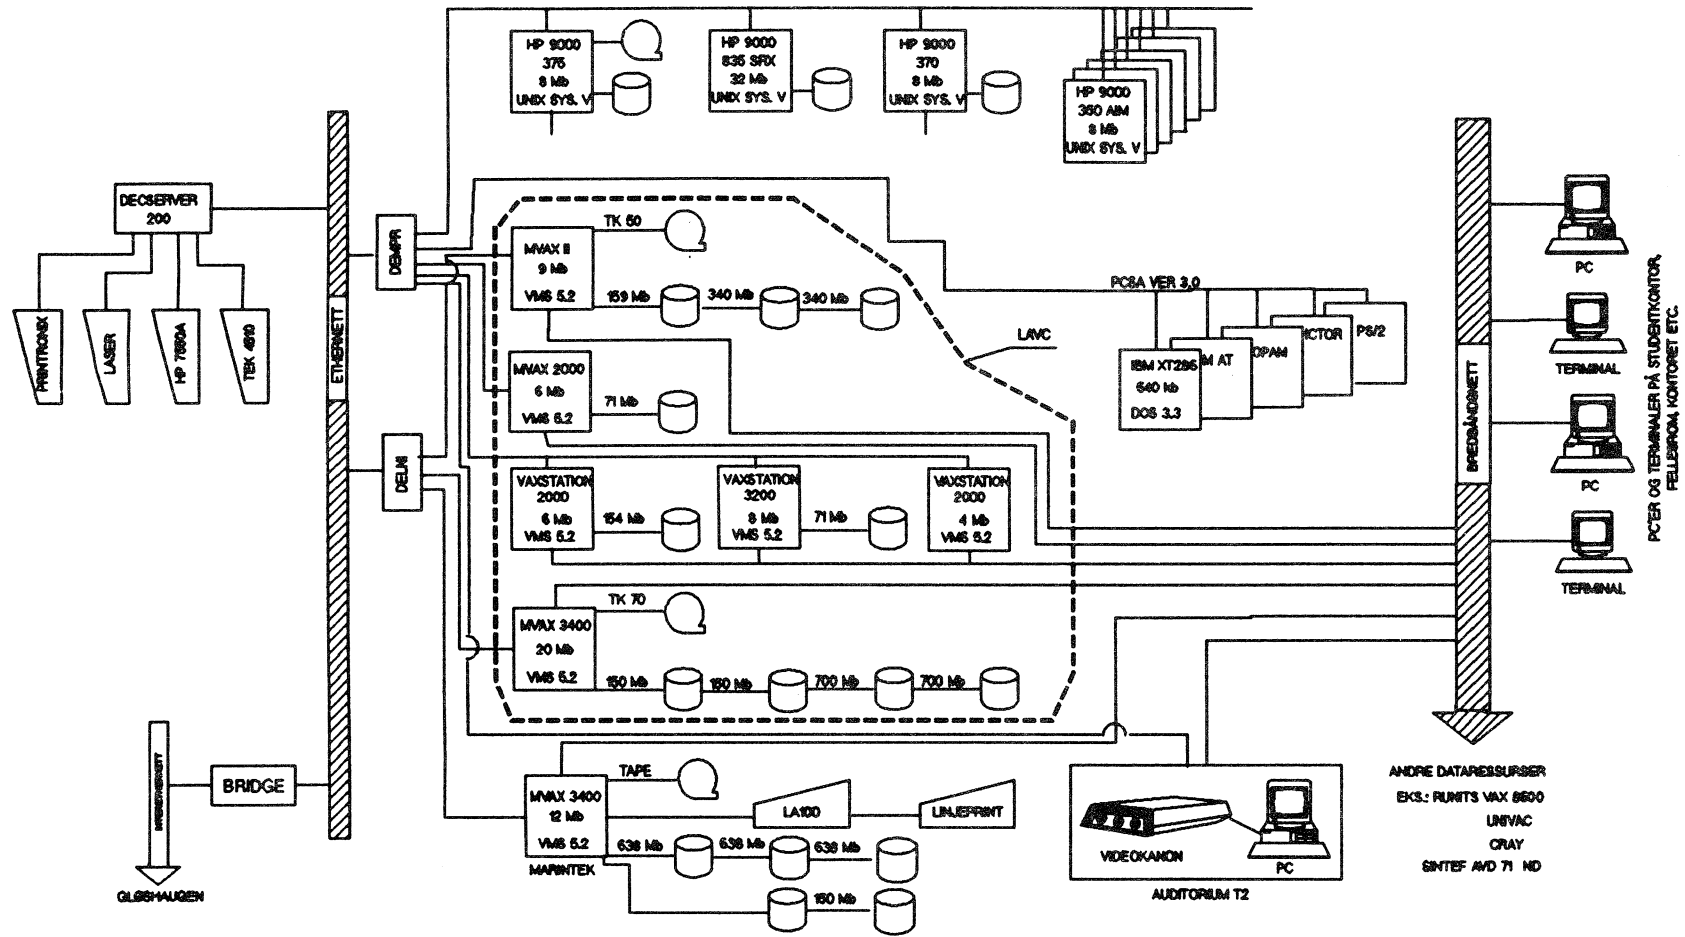 HP 9000
375
8 Mb
UNIX SYS. V
HP 9000
835 SRX
32 Mb
UNIX SYS. V
HP 9000
370
8 Mb
UNIX SYS. V
HP 9000
350 AIM
8 Mb
UNIX SYS. V
DECSERVER
200
PRINTRONIX
LASER
HP 7550A
TEK 4510
ETHERNETT
DEMPR
DELNI
MVAX II
9 Mb
VMS 5.2
TK 50
159 Mb
340 Mb
340 Mb
LAVC
PCSA VER 3.0
IBM XT286
640 kb
DOS 3.3
M AT
OPAM
ICTOR
PS/2
MVAX 2000
6 Mb
VMS 5.2
71 Mb
VAXSTATION
2000
6 Mb
VMS 5.2
154 Mb
VAXSTATION
3200
8 Mb
VMS 5.2
71 Mb
VAXSTATION
2000
4 Mb
VMS 5.2
MVAX 3400
20 Mb
VMS 5.2
TK 70
150 Mb
150 Mb
700 Mb
700 Mb
BREDBÅNDSNETT
PC
TERMINAL
PC
TERMINAL
PC'ER OG TERMINALER PÅ STUDENTKONTOR,
FELLESROM, KONTORET ETC.
BRIDGE
GLØSHAUGEN
MVAX 3400
12 Mb
VMS 5.2
MARINTEK
TAPE
LA100
LINJEPRINT
638 Mb
638 Mb
638 Mb
150 Mb
VIDEOKANON
PC
AUDITORIUM T2
ANDRE DATARESSURSER
EKS.: RUNITS VAX 8600
UNIVAC
CRAY
SINTEF AVD 71 ND